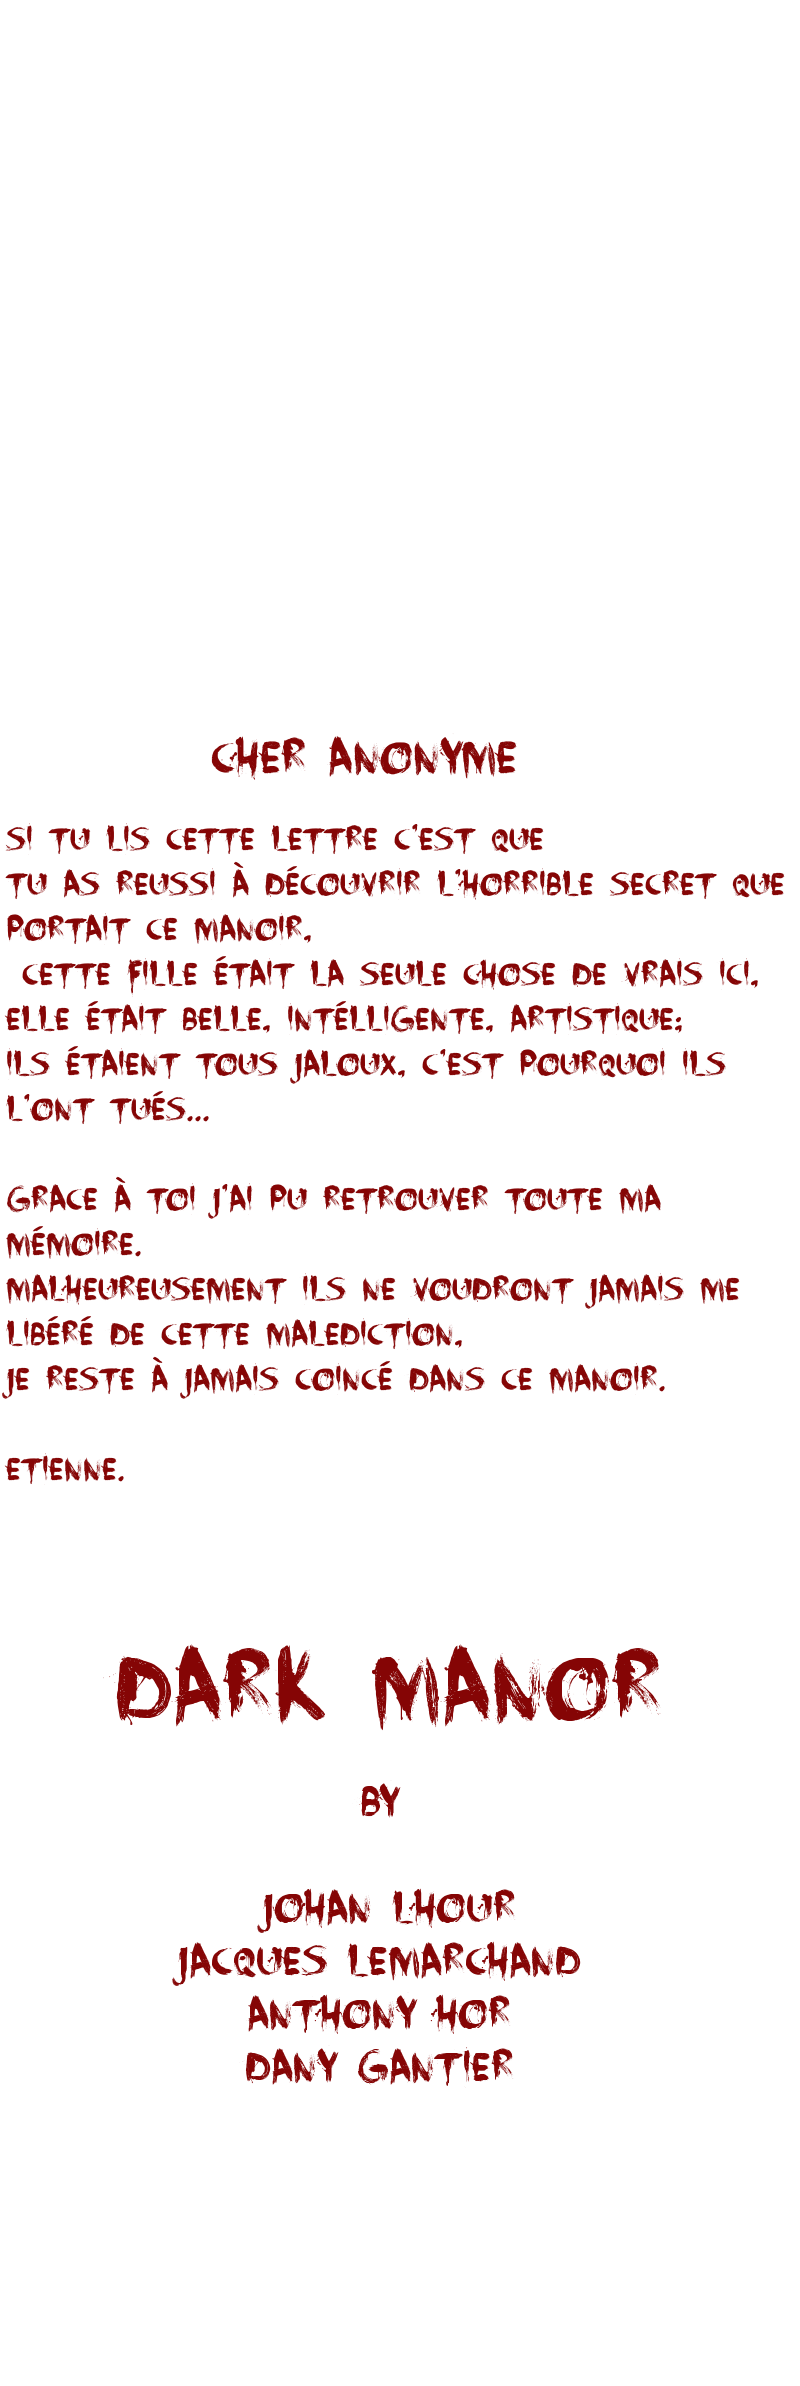 CHER ANONYME
SI TU LIS CETTE LETTRE C'EST QUE
TU AS REUSSI À DÉCOUVRIR L'HORRIBLE SECRET QUE
PORTAIT CE MANOIR,
CETTE FILLE ÉTAIT LA SEULE CHOSE DE VRAIS ICI,
ELLE ÉTAIT BELLE, INTÉLLIGENTE, ARTISTIQUE;
ILS ÉTAIENT TOUS JALOUX, C'EST POURQUOI ILS
L'ONT TUÉS...
GRACE À TOI J'AI PU RETROUVER TOUTE MA
MÉMOIRE.
MALHEUREUSEMENT ILS NE VOUDRONT JAMAIS ME
LIBÉRÉ DE CETTE MALEDICTION,
JE RESTE À JAMAIS COINCÉ DANS CE MANOIR.
ETIENNE.
DARK MANOR
BY
JOHAN LHOUR
JACQUES LEMARCHAND
ANTHONY HOR
DANY GANTIER